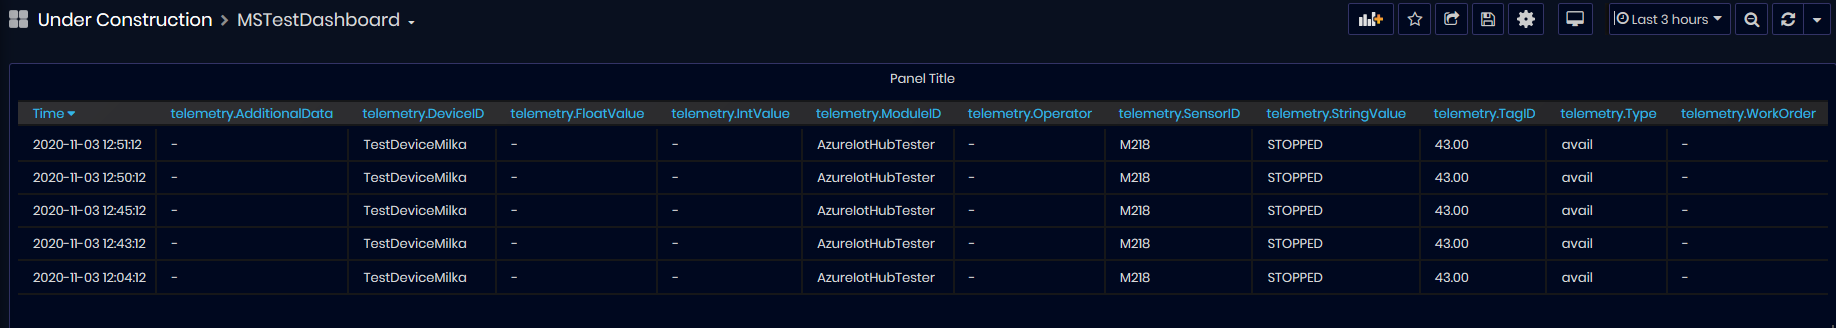 Under Construction > MSTestDashboard
Last 3 hours
Panel Title
Time telemetry.AdditionalData telemetry.DeviceID telemetry.FloatValue telemetry.IntValue telemetry.ModuleID telemetry.Operator telemetry.SensorID telemetry.StringValue telemetry.TagID telemetry.Type telemetry.WorkOrder
2020-11-03 12:51:12 - TestDeviceMilka - - AzureIotHubTester - M218 STOPPED 43.00 avail -
2020-11-03 12:50:12 - TestDeviceMilka - - AzureIotHubTester - M218 STOPPED 43.00 avail -
2020-11-03 12:45:12 - TestDeviceMilka - - AzureIotHubTester - M218 STOPPED 43.00 avail -
2020-11-03 12:43:12 - TestDeviceMilka - - AzureIotHubTester - M218 STOPPED 43.00 avail -
2020-11-03 12:04:12 - TestDeviceMilka - - AzureIotHubTester - M218 STOPPED 43.00 avail -